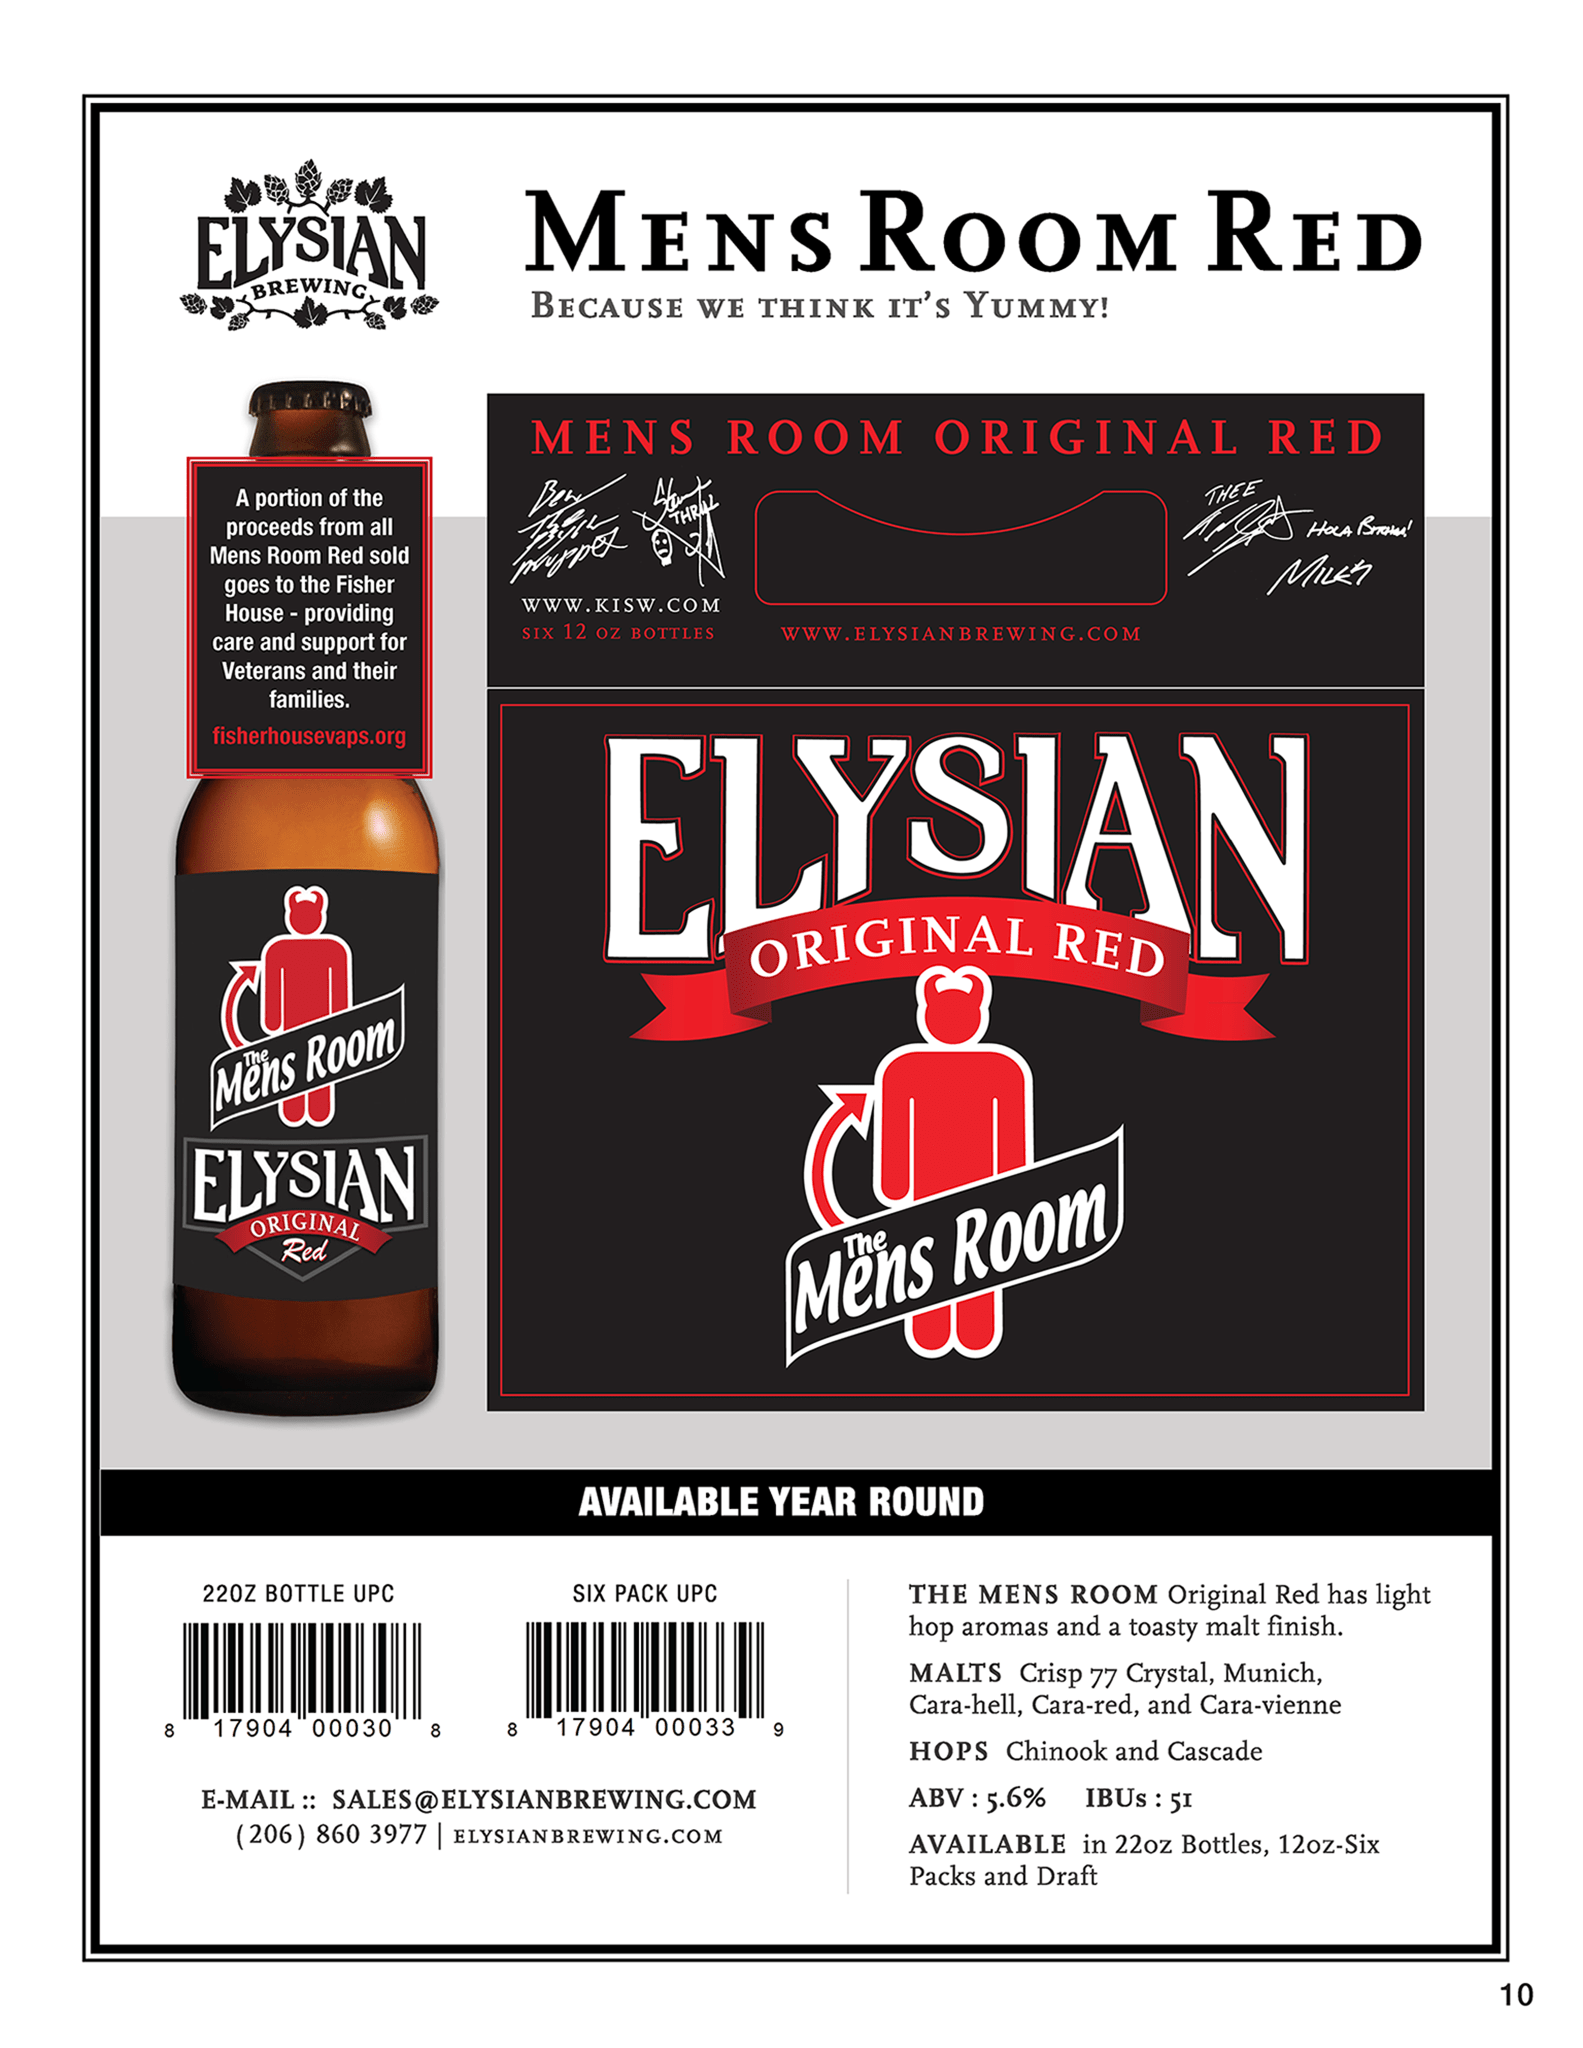 ELYSIAN
BREWING
MENS ROOM RED
BECAUSE WE THINK IT'S YUMMY!
A portion of the
proceeds from all
Mens Room Red sold
goes to the Fisher
House - providing
care and support for
Veterans and their
families.
fisherhousevaps.org
The
Mens Room
ELYSIAN
ORIGINAL
Red
MENS ROOM ORIGINAL RED
Ben
The
THRILL
THEE
HOLA
MILES
WWW.KISW.COM
SIX 12 OZ BOTTLES
WWW.ELYSIANBREWING.COM
ELYSIAN
ORIGINAL RED
The
Mens Room
AVAILABLE YEAR ROUND
22OZ BOTTLE UPC
8 17904 00030 8
SIX PACK UPC
8 17904 00033 9
E-MAIL :: SALES@ELYSIANBREWING.COM
(206) 860 3977 | ELYSIANBREWING.COM
THE MENS ROOM Original Red has light
hop aromas and a toasty malt finish.
MALTS Crisp 77 Crystal, Munich,
Cara-hell, Cara-red, and Cara-vienne
HOPS Chinook and Cascade
ABV : 5.6% IBUs : 51
AVAILABLE in 22oz Bottles, 12oz-Six
Packs and Draft
10